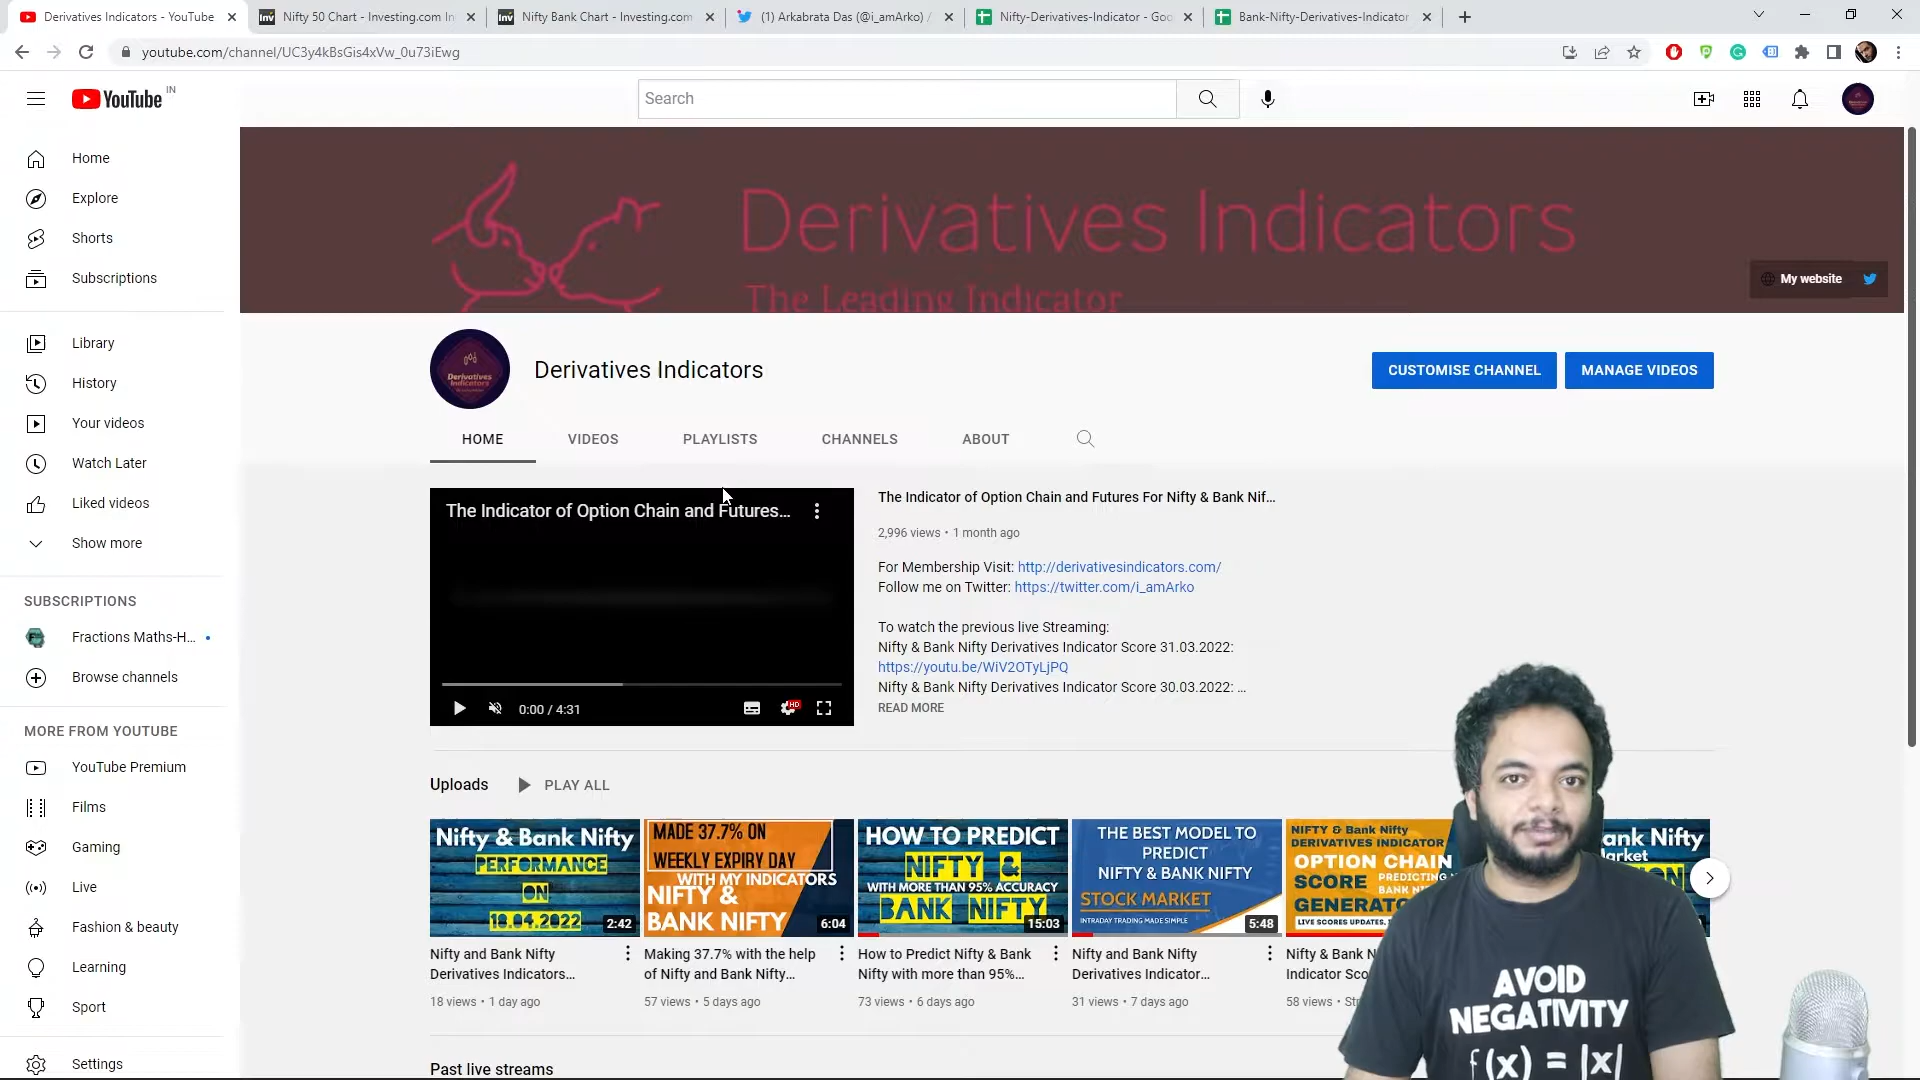 Derivatives Indicators - YouTube
Nifty 50 Chart - Investing.com In
Nifty Bank Chart - Investing.com
(1) Arkabrata Das (@i_amArko) /
Nifty-Derivatives-Indicator - Goo
Bank-Nifty-Derivatives-Indicator
youtube.com/channel/UC3y4kBsGis4xVw_0u73iEwg
YouTube IN
Search
Home
Explore
Shorts
Subscriptions
Library
History
Your videos
Watch Later
Liked videos
Show more
SUBSCRIPTIONS
Fractions Maths-H...
Browse channels
MORE FROM YOUTUBE
YouTube Premium
Films
Gaming
Live
Fashion & beauty
Learning
Sport
Settings
Derivatives Indicators
The Leading Indicator
My website
Derivatives Indicators
Derivatives Indicators
CUSTOMISE CHANNEL
MANAGE VIDEOS
HOME
VIDEOS
PLAYLISTS
CHANNELS
ABOUT
The Indicator of Option Chain and Futures...
0:00 / 4:31
HD
The Indicator of Option Chain and Futures For Nifty & Bank Nif...
2,996 views • 1 month ago
For Membership Visit: http://derivativesindicators.com/
Follow me on Twitter: https://twitter.com/i_amArko
To watch the previous live Streaming:
Nifty & Bank Nifty Derivatives Indicator Score 31.03.2022:
https://youtu.be/WiV2OTyLjPQ
Nifty & Bank Nifty Derivatives Indicator Score 30.03.2022: ...
READ MORE
Uploads
PLAY ALL
Nifty & Bank Nifty
PERFORMANCE
ON
18.04.2022
2:42
Nifty and Bank Nifty
Derivatives Indicators...
18 views • 1 day ago
MADE 37.7% ON
WEEKLY EXPIRY DAY
WITH MY INDICATORS
NIFTY &
BANK NIFTY
6:04
Making 37.7% with the help
of Nifty and Bank Nifty...
57 views • 5 days ago
HOW TO PREDICT
NIFTY &
WITH MORE THAN 95% ACCURACY
BANK NIFTY
15:03
How to Predict Nifty & Bank
Nifty with more than 95%...
73 views • 6 days ago
THE BEST MODEL TO
PREDICT
NIFTY & BANK NIFTY
STOCK MARKET
INTRADAY TRADING MADE SIMPLE
5:48
Nifty and Bank Nifty
Derivatives Indicator...
31 views • 7 days ago
NIFTY & Bank Nifty
DERIVATIVES INDICATOR
OPTION CHAIN
SCORE PREDICTING
BANK N
GENERATO
LIVE SCORES UPDATES.
Nifty & Bank N
Indicator Sco
58 views • Str
ank Nifty
arket
ON
Past live streams
AVOID
NEGATIVITY
f(x) = |x|